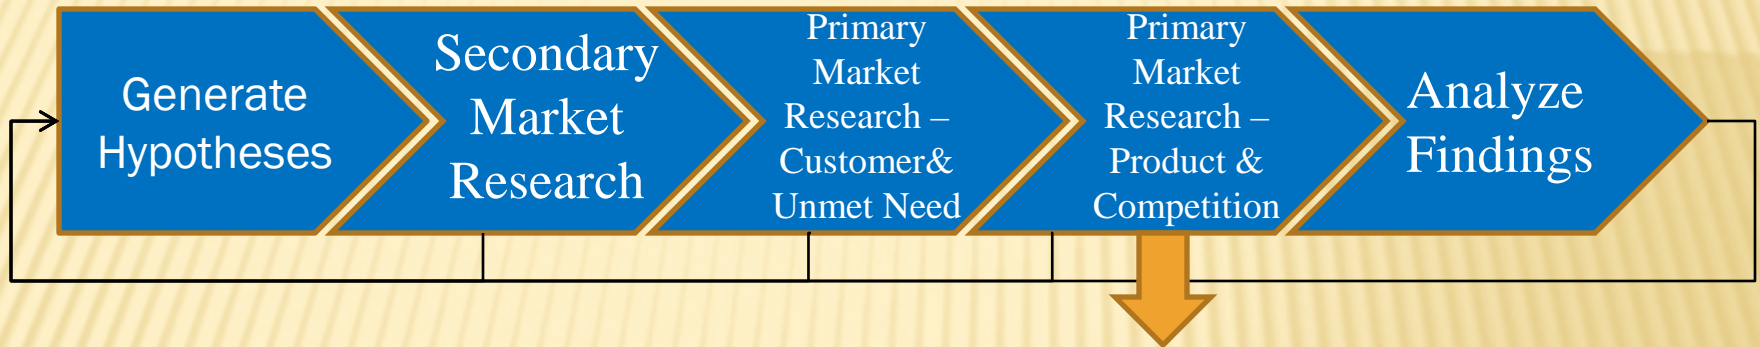 Generate
Hypotheses
Secondary
Market
Research
Primary
Market
Research –
Customer&
Unmet Need
Primary
Market
Research –
Product &
Competition
Analyze
Findings